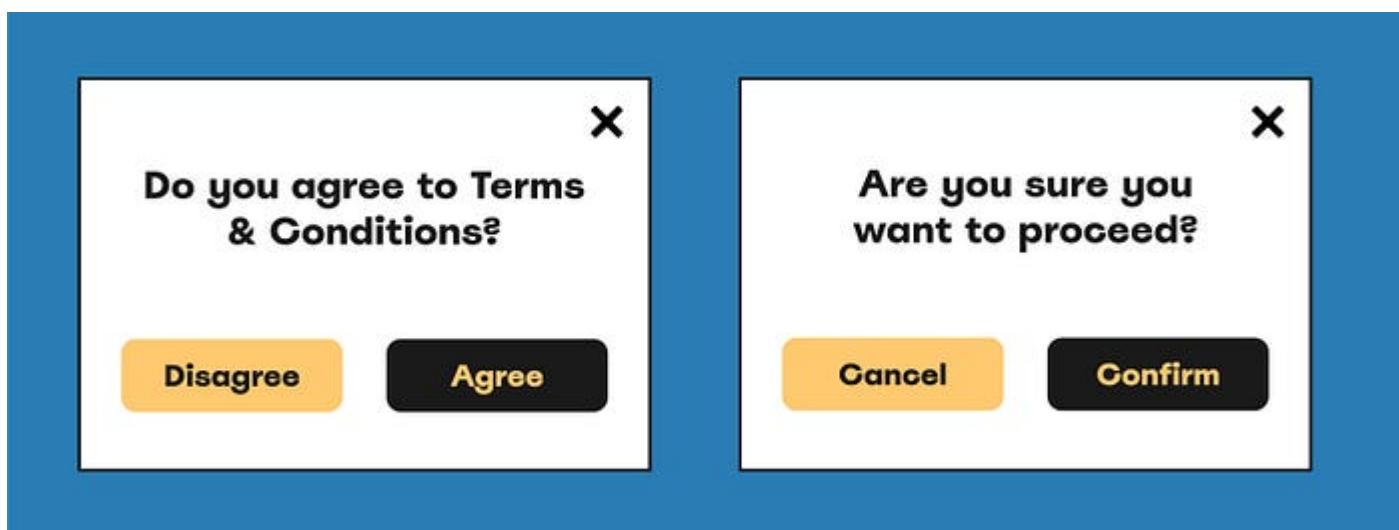 Do you agree to Terms
& Conditions?
Disagree
Agree
Are you sure you
want to proceed?
Cancel
Confirm